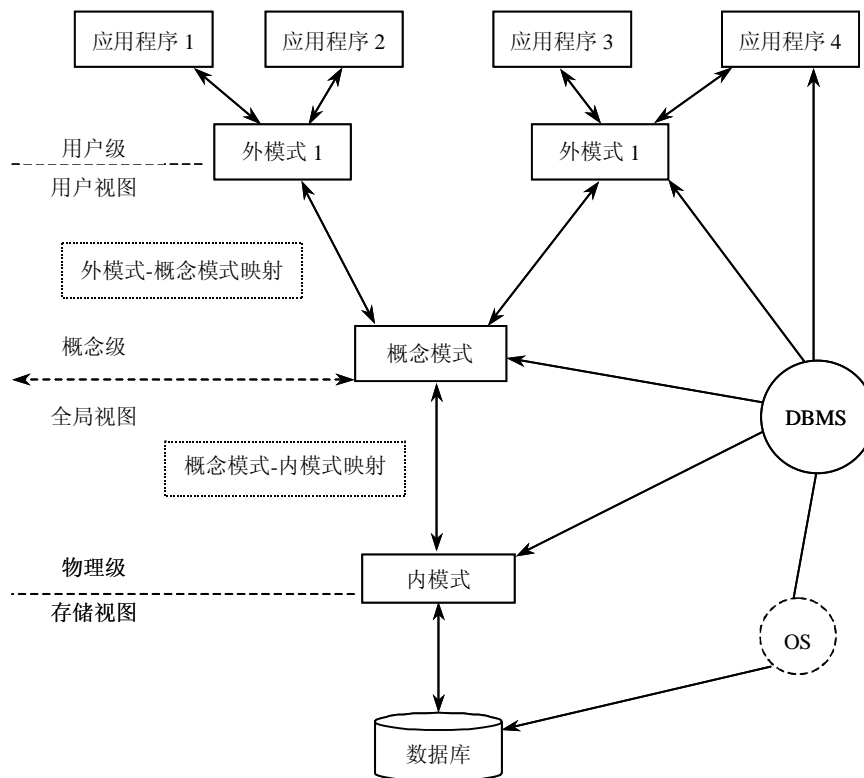 应用程序 1
应用程序 2
应用程序 3
应用程序 4
用户级
外模式 1
外模式 1
用户视图
外模式-概念模式映射
概念级
概念模式
全局视图
DBMS
概念模式-内模式映射
物理级
内模式
存储视图
OS
数据库